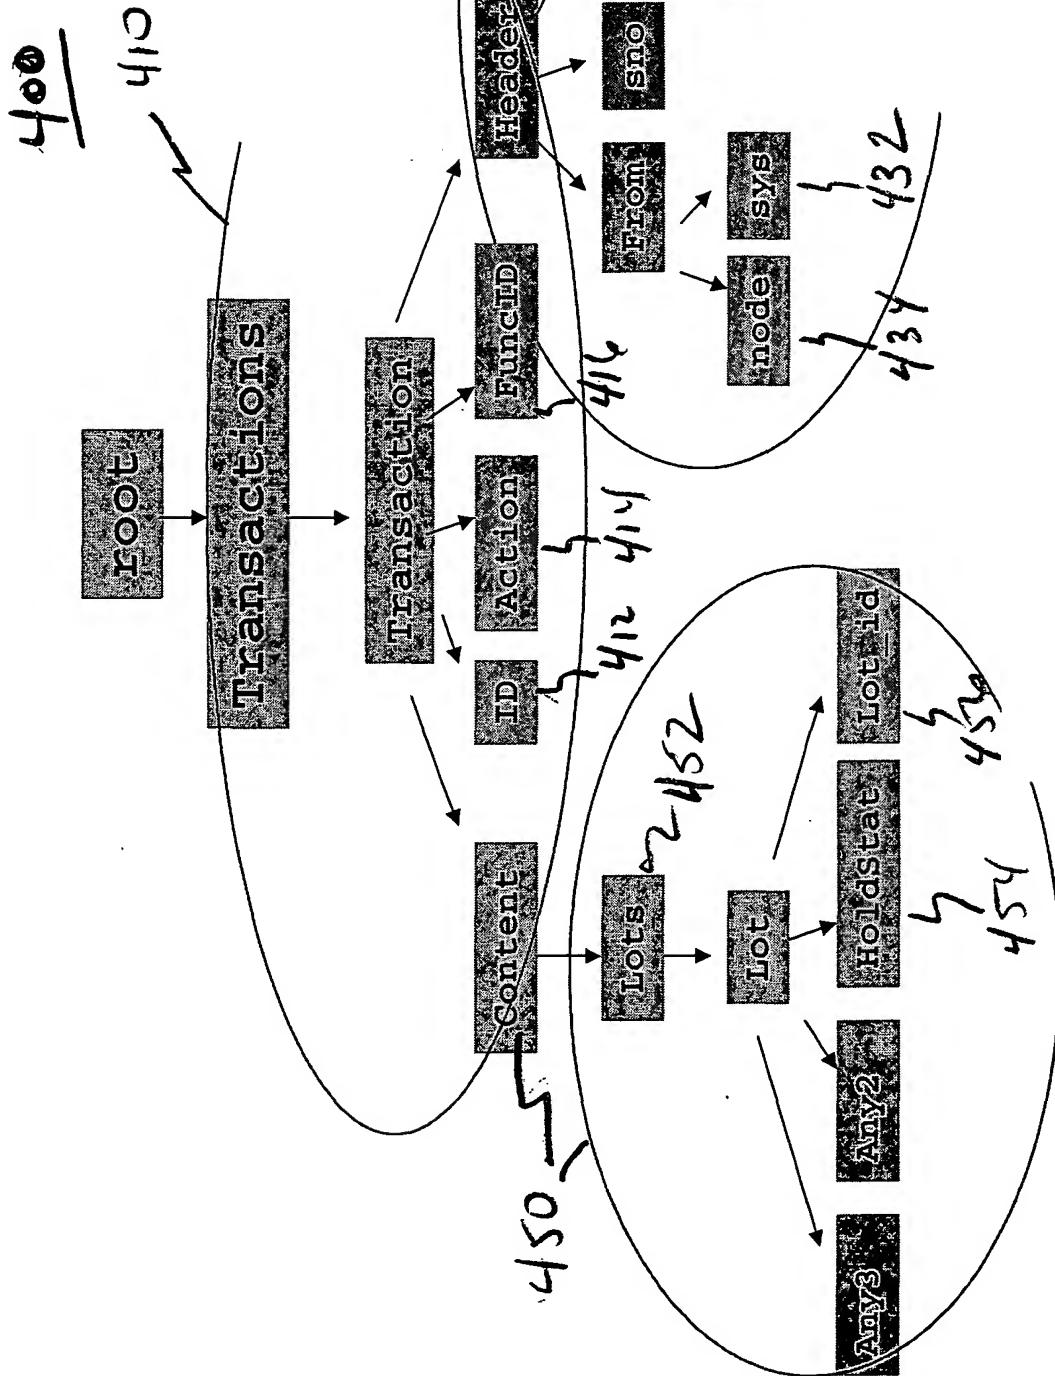 400
410
root
Transactions
Transaction
Content
ID
Action
FuncID
Header
450
412
414
416
Lots
452
From
sno
Lot
node
sys
434
432
Any3
Any2
HoldStat
Lot_id
454